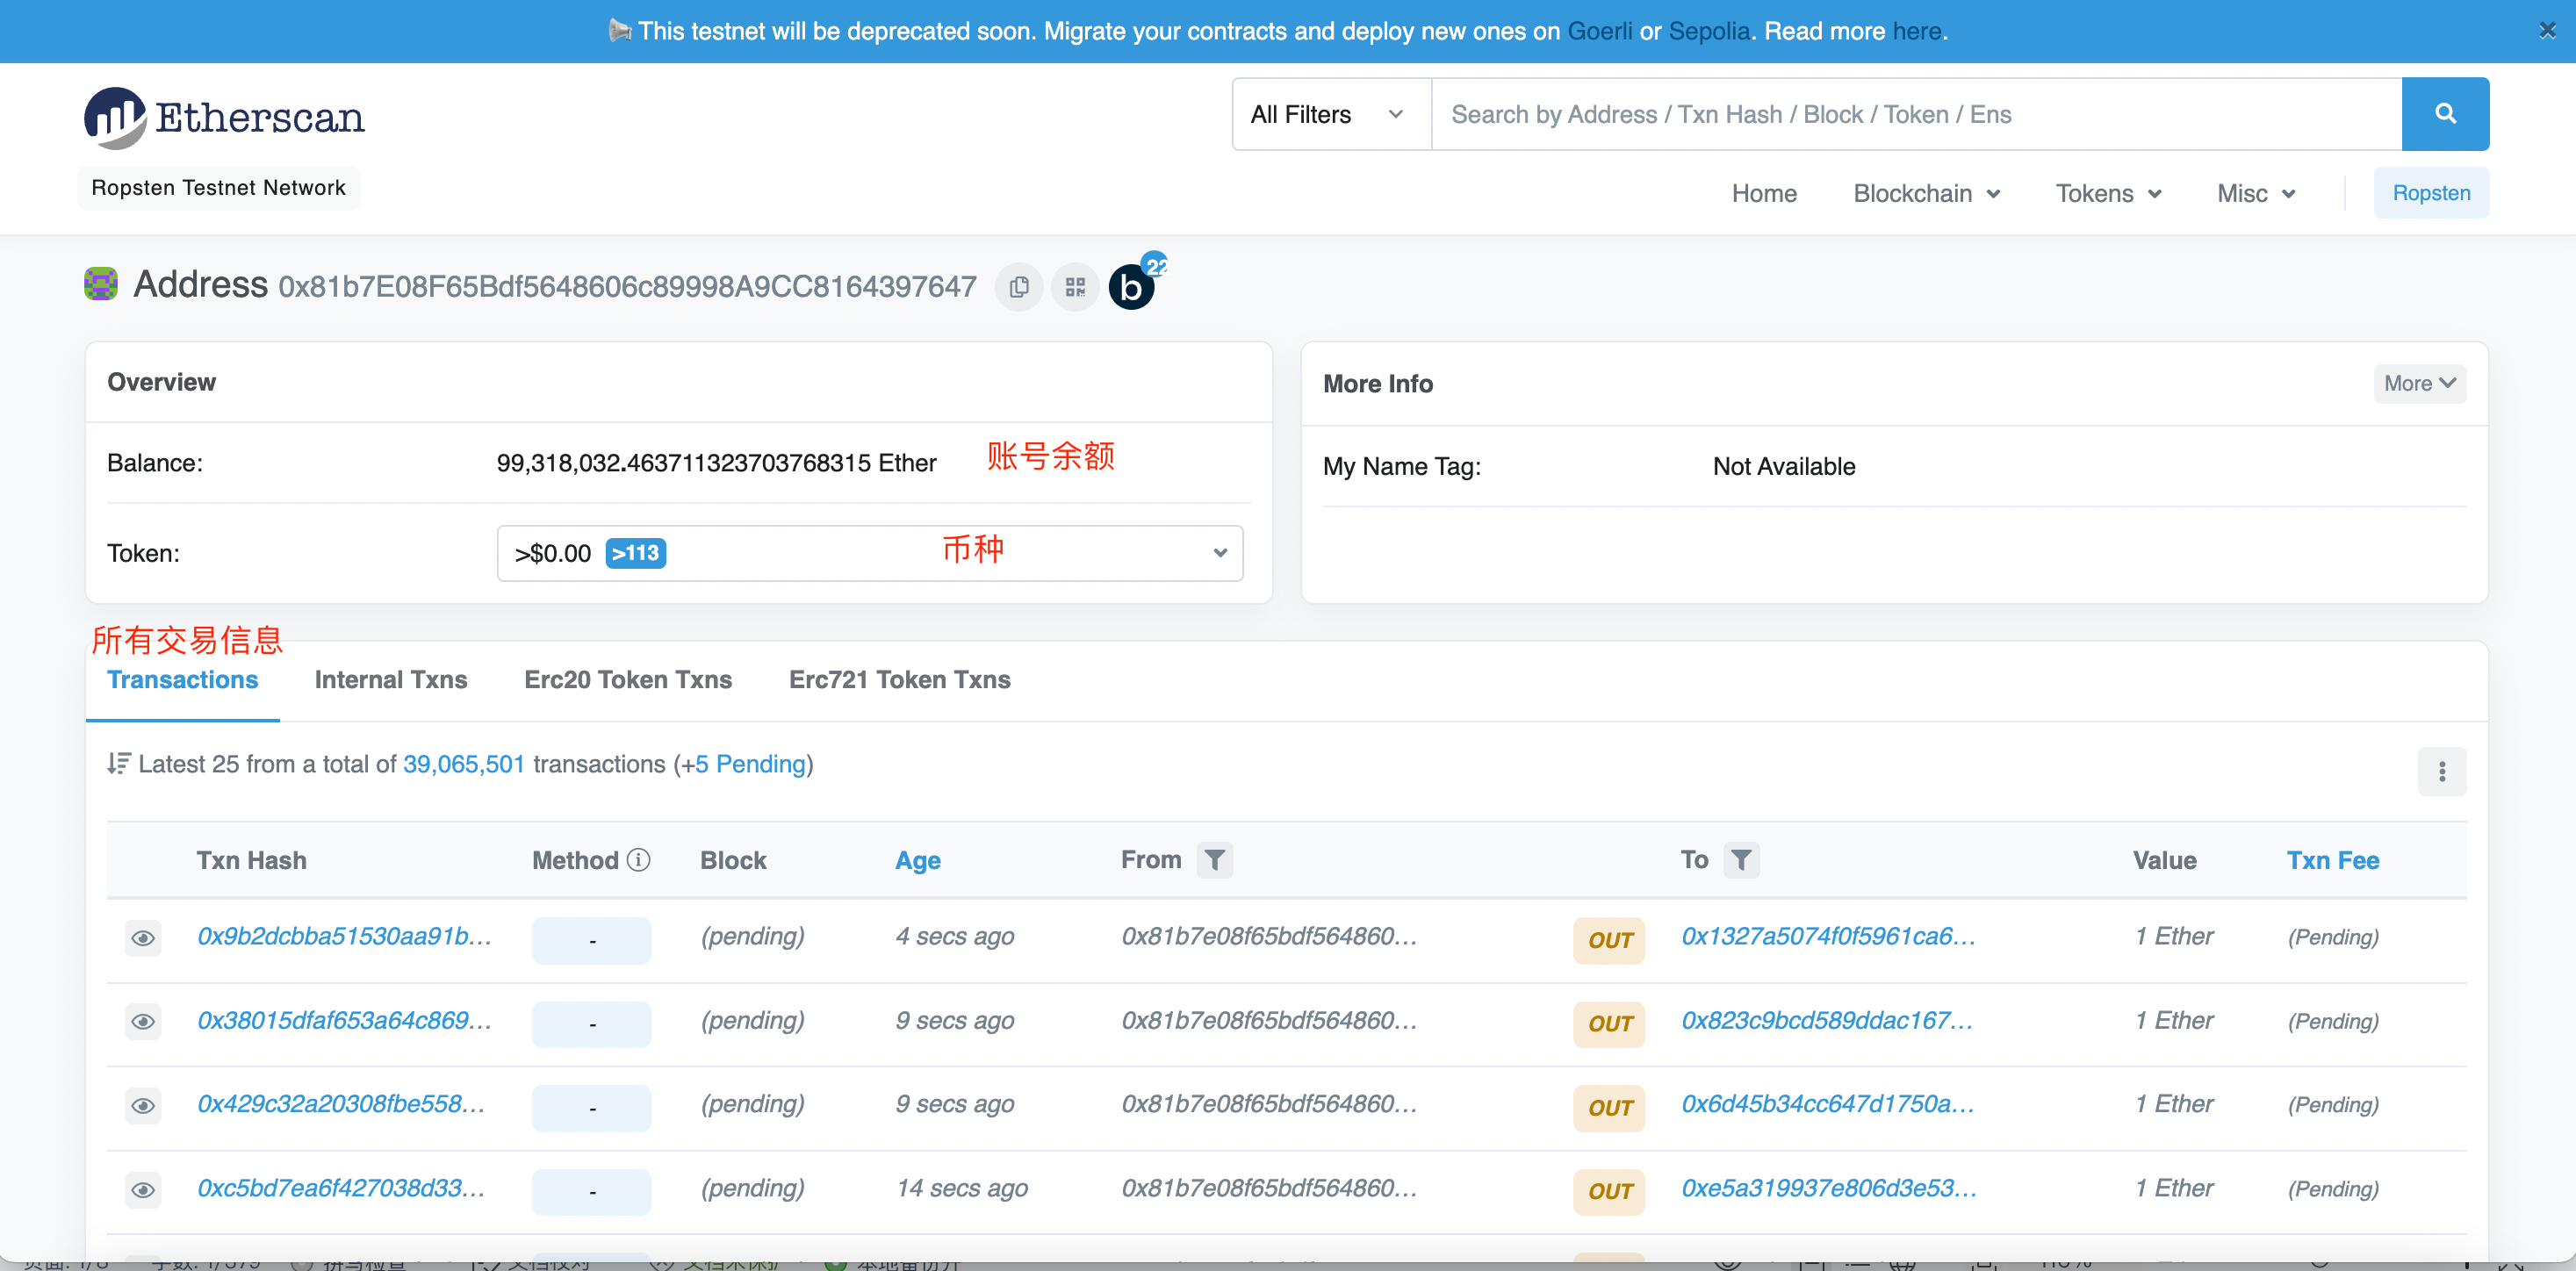 This testnet will be deprecated soon. Migrate your contracts and deploy new ones on Goerli or Sepolia. Read more here.
Etherscan
All Filters
Search by Address / Txn Hash / Block / Token / Ens
Ropsten Testnet Network
Home Blockchain Tokens Misc Ropsten
Address 0x81b7E08F65Bdf5648606c89998A9CC8164397647
b 22
Overview
Balance: 99,318,032.463711323703768315 Ether 账号余额
Token: >$0.00 >113 币种
More Info More
My Name Tag: Not Available
所有交易信息
Transactions Internal Txns Erc20 Token Txns Erc721 Token Txns
Latest 25 from a total of 39,065,501 transactions (+5 Pending)
Txn Hash Method Block Age From To Value Txn Fee
0x9b2dcbba51530aa91b... - (pending) 4 secs ago 0x81b7e08f65bdf564860... OUT 0x1327a5074f0f5961ca6... 1 Ether (Pending)
0x38015dfaf653a64c869... - (pending) 9 secs ago 0x81b7e08f65bdf564860... OUT 0x823c9bcd589ddac167... 1 Ether (Pending)
0x429c32a20308fbe558... - (pending) 9 secs ago 0x81b7e08f65bdf564860... OUT 0x6d45b34cc647d1750a... 1 Ether (Pending)
0xc5bd7ea6f427038d33... - (pending) 14 secs ago 0x81b7e08f65bdf564860... OUT 0xe5a319937e806d3e53... 1 Ether (Pending)